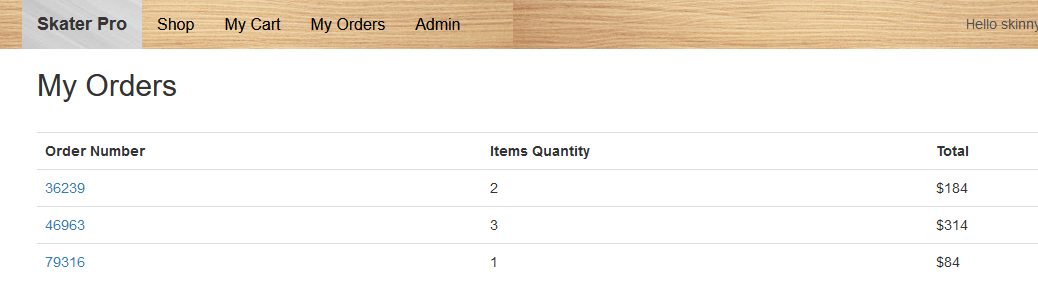 Skater Pro Shop My Cart My Orders Admin Hello skinny
My Orders
Order Number Items Quantity Total
36239 2 $184
46963 3 $314
79316 1 $84